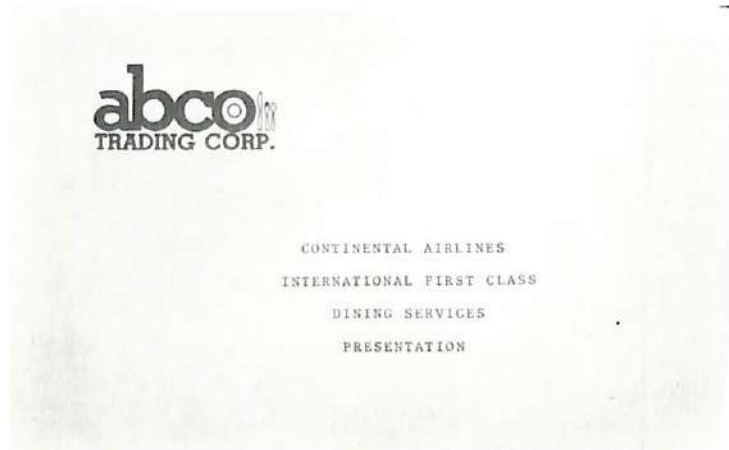 abco
TRADING CORP.
CONTINENTAL AIRLINES
INTERNATIONAL FIRST CLASS
DINING SERVICES
PRESENTATION